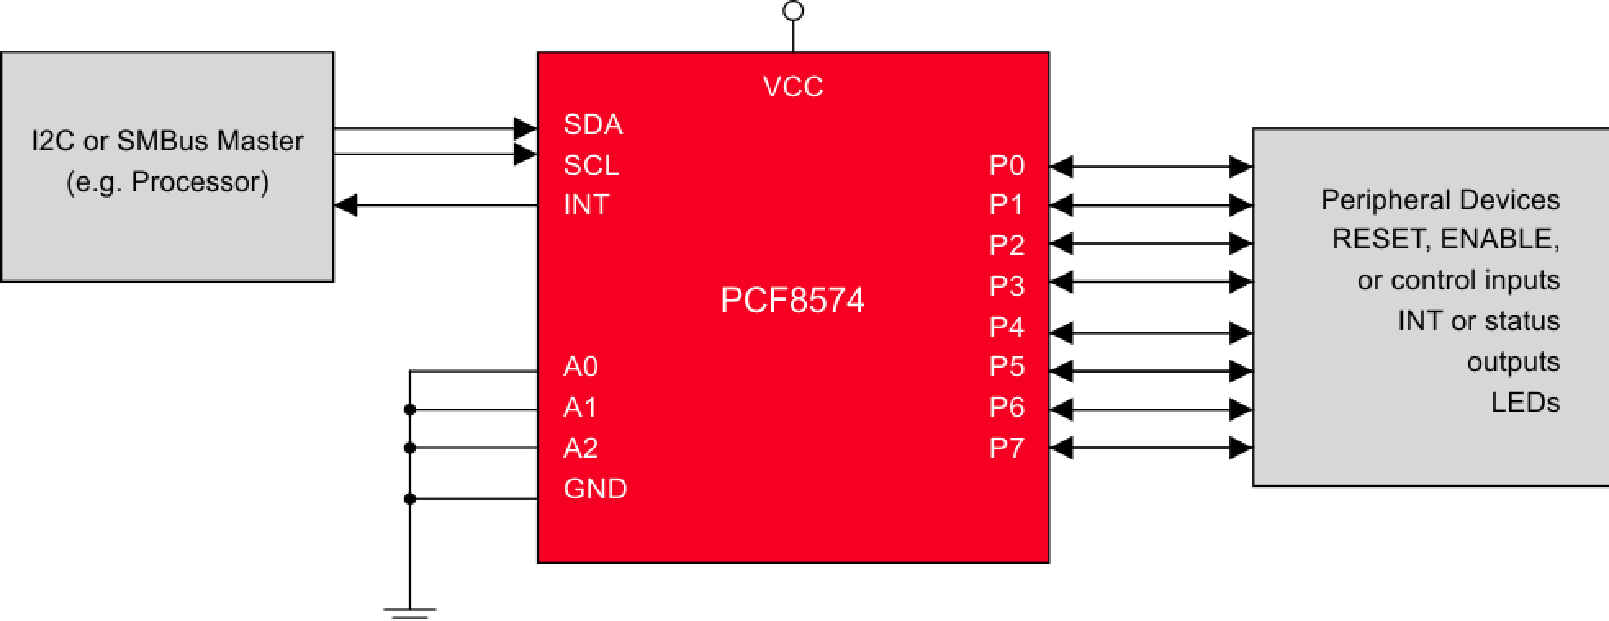 VCC
I2C or SMBus Master
(e.g. Processor)
SDA
SCL
INT
PCF8574
A0
A1
A2
GND
P0
P1
P2
P3
P4
P5
P6
P7
Peripheral Devices
RESET, ENABLE,
or control inputs
INT or status
outputs
LEDs